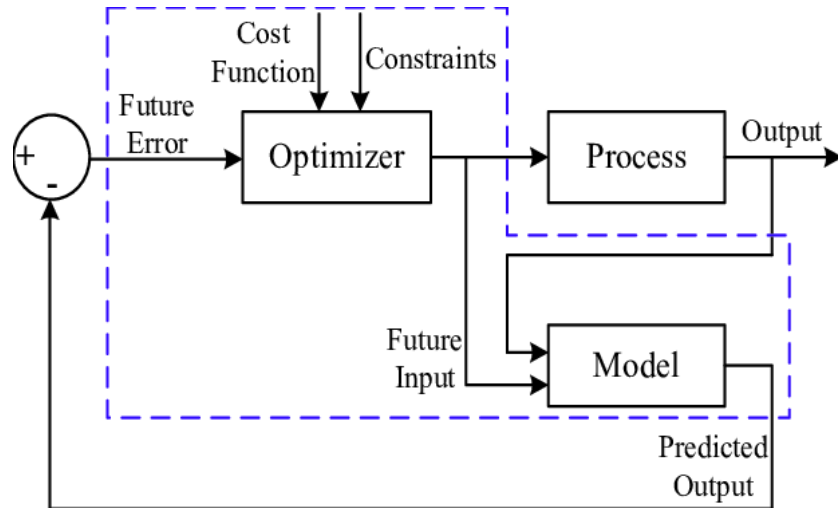 Cost
Function
Constraints
Future
Error
+
-
Optimizer
Process
Output
Future
Input
Model
Predicted
Output